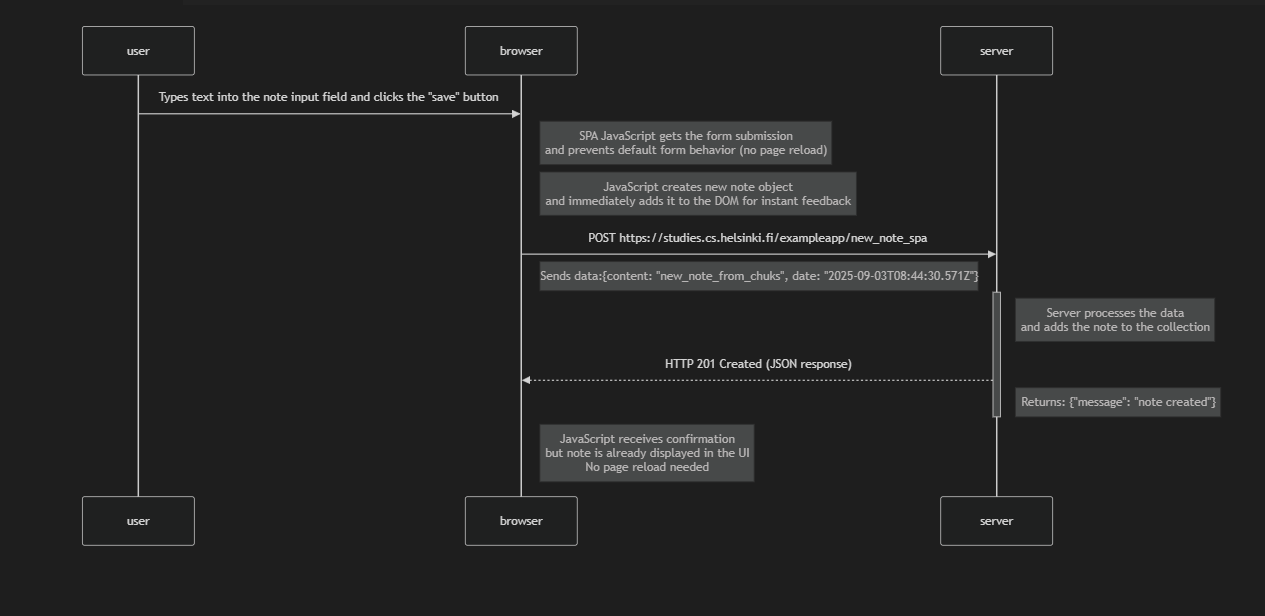 user
browser
server
Types text into the note input field and clicks the "save" button
SPA JavaScript gets the form submission
and prevents default form behavior (no page reload)
JavaScript creates new note object
and immediately adds it to the DOM for instant feedback
POST https://studies.cs.helsinki.fi/exampleapp/new_note_spa
Sends data:{content: "new_note_from_chuks", date: "2025-09-03T08:44:30.571Z"}
Server processes the data
and adds the note to the collection
HTTP 201 Created (JSON response)
Returns: {"message": "note created"}
JavaScript receives confirmation
but note is already displayed in the UI
No page reload needed
user
browser
server